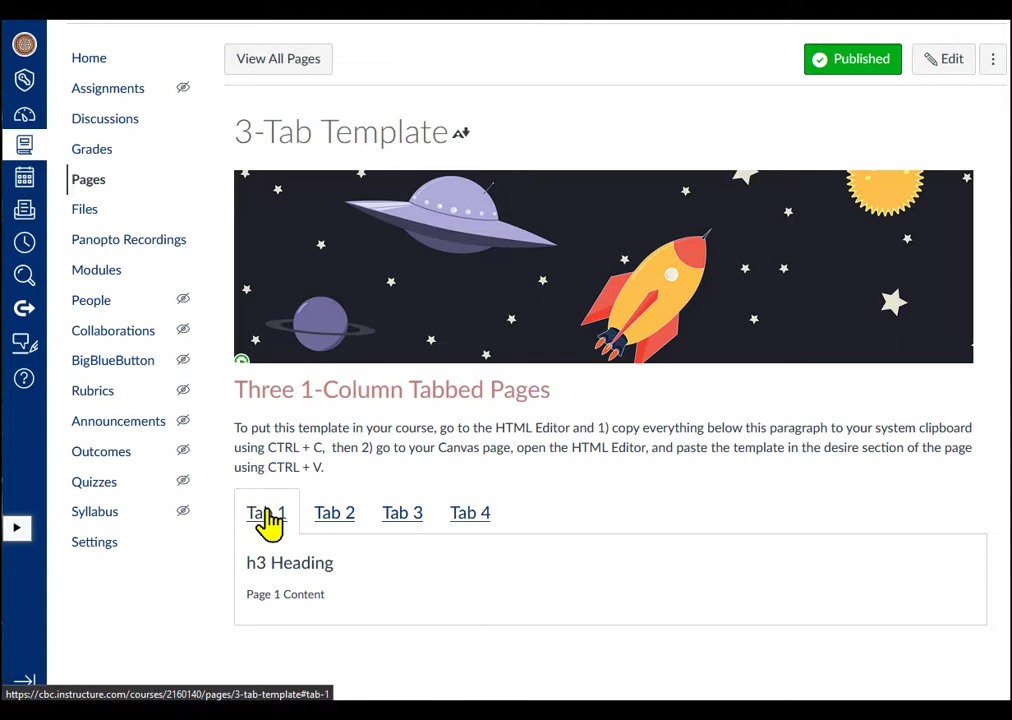 Home
Assignments
Discussions
Grades
Pages
Files
Panopto Recordings
Modules
People
Collaborations
BigBlueButton
Rubrics
Announcements
Outcomes
Quizzes
Syllabus
Settings
View All Pages
Published
Edit
3-Tab Template
Three 1-Column Tabbed Pages
To put this template in your course, go to the HTML Editor and 1) copy everything below this paragraph to your system clipboard
using CTRL + C, then 2) go to your Canvas page, open the HTML Editor, and paste the template in the desire section of the page
using CTRL + V.
Tab 1 Tab 2 Tab 3 Tab 4
h3 Heading
Page 1 Content
https://cbc.instructure.com/courses/2160140/pages/3-tab-template#tab-1